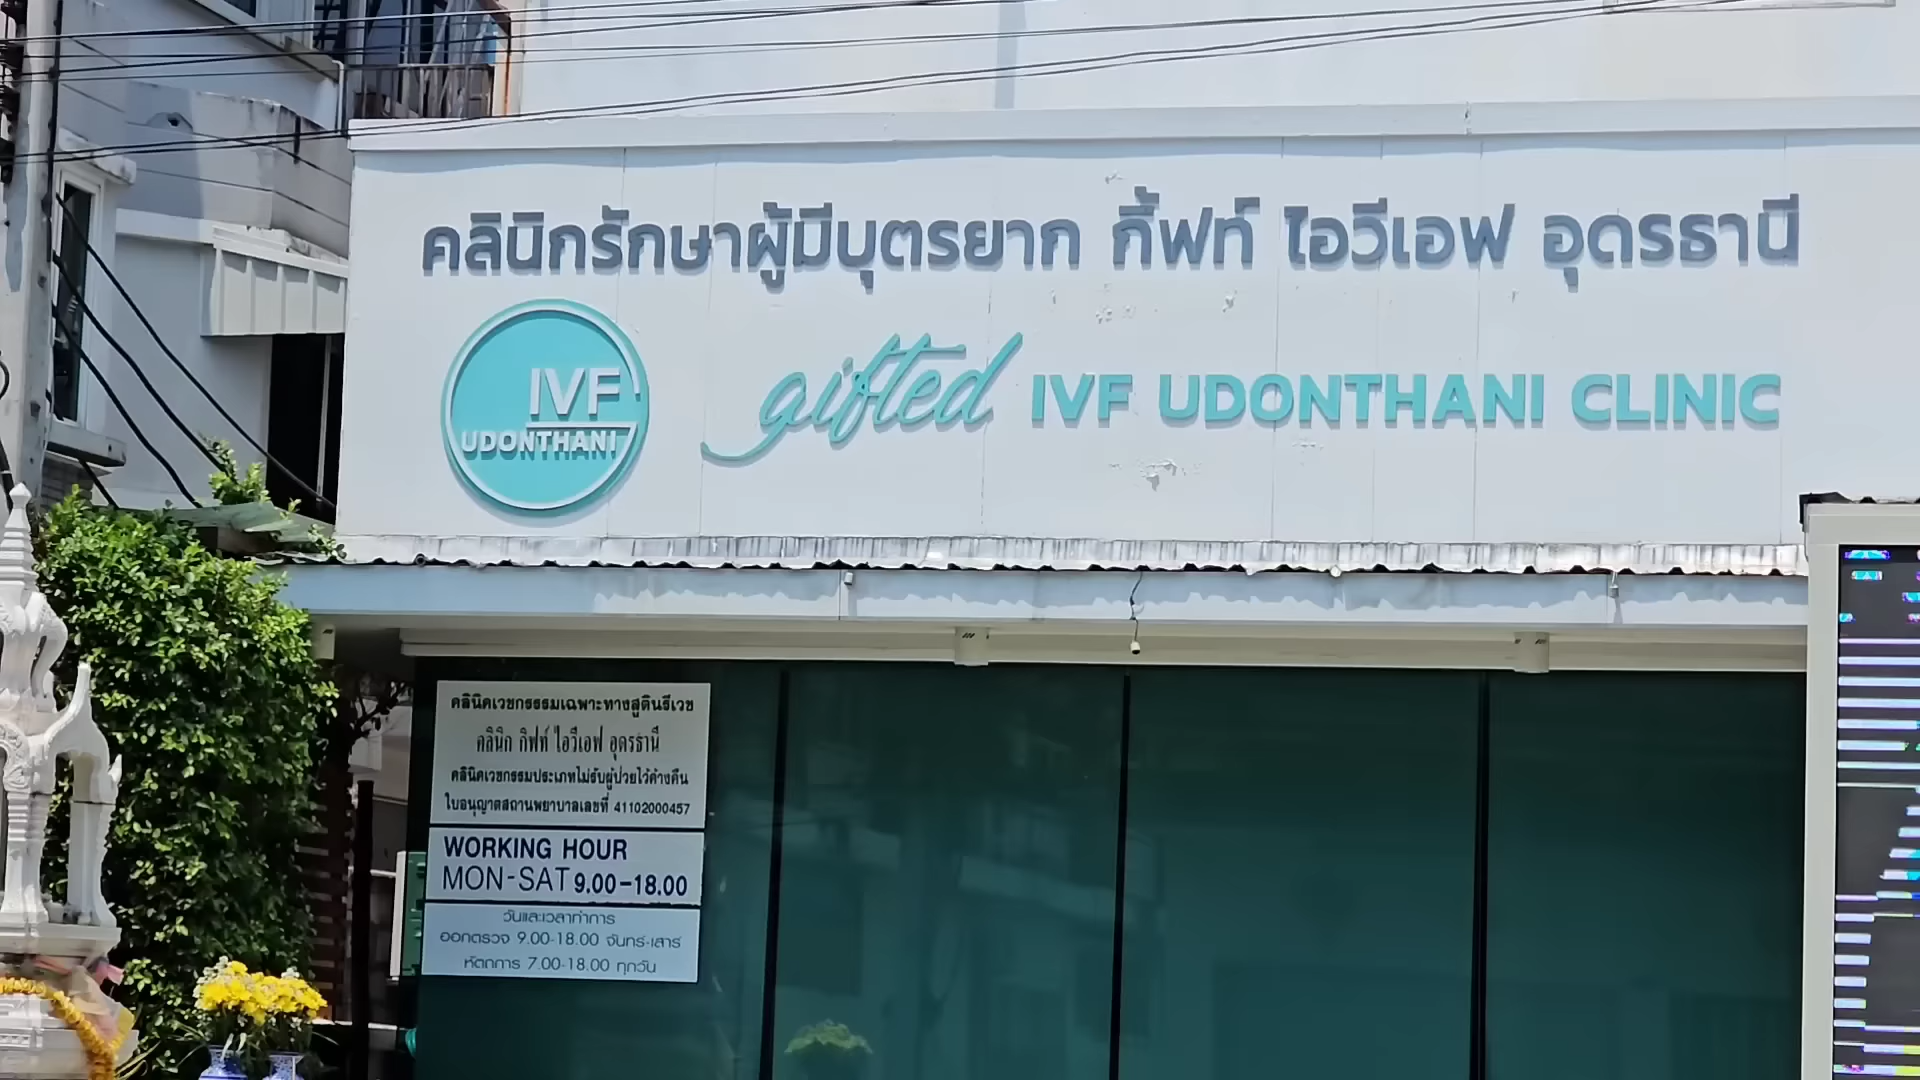 คลินิกรักษาผู้มีบุตรยาก กิ้ฟท์ ไอวีเอฟ อุดรธานี
IVF
UDONTHANI
gifted IVF UDONTHANI CLINIC
คลินิคเวชกรรมเฉพาะทางสูตินรีเวช
คลินิก กิฟท์ ไอวีเอฟ อุดรธานี
คลินิคเวชกรรมประเภทไม่รับผู้ป่วยไว้ค้างคืน
ใบอนุญาตสถานพยาบาลเลขที่ 41102000457
WORKING HOUR
MON-SAT 9.00-18.00
วันและเวลาทำการ
ออกตรวจ 9.00-18.00 จันทร์-เสาร์
หัตถการ 7.00-18.00 ทุกวัน